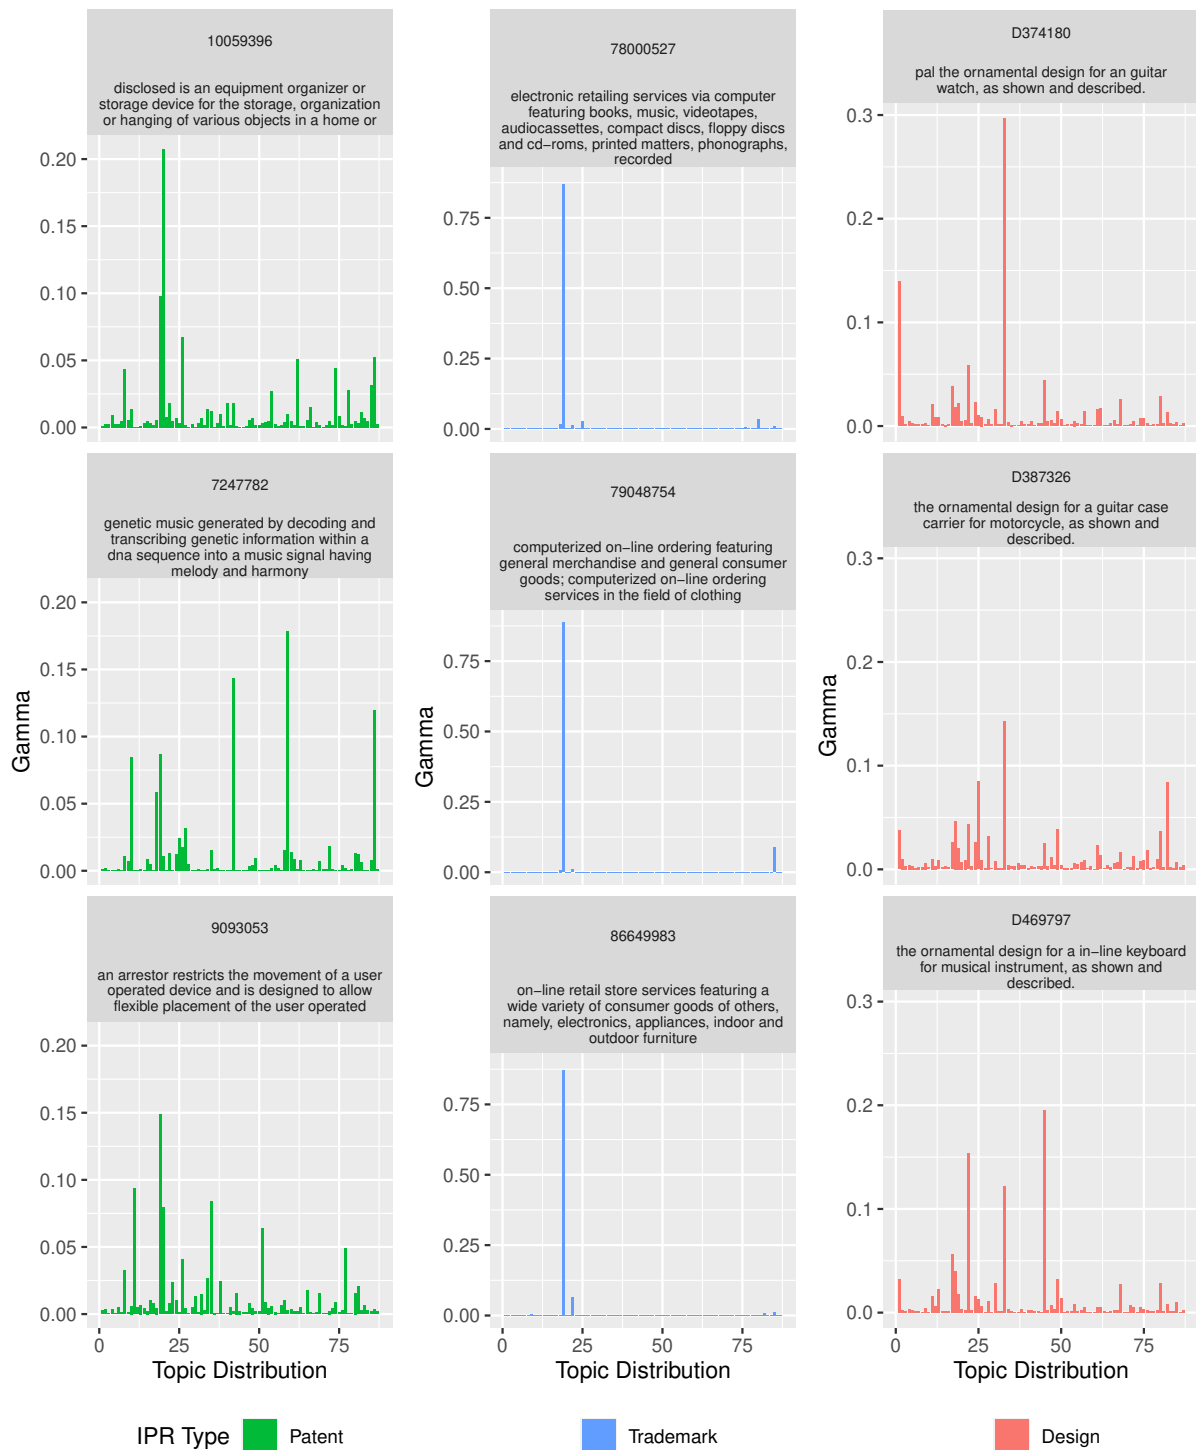 10059396
disclosed is an equipment organizer or
storage device for the storage, organization
or hanging of various objects in a home or
0.20
0.15
0.10
0.05
0.00
78000527
electronic retailing services via computer
featuring books, music, videotapes,
audiocassettes, compact discs, floppy discs
and cd−roms, printed matters, phonographs,
recorded
0.75
0.50
0.25
0.00
D374180
pal the ornamental design for an guitar
watch, as shown and described.
0.3
0.2
0.1
0.0
7247782
genetic music generated by decoding and
transcribing genetic information within a
dna sequence into a music signal having
melody and harmony
0.20
0.15
0.10
0.05
0.00
Gamma
79048754
computerized on−line ordering featuring
general merchandise and general consumer
goods; computerized on−line ordering
services in the field of clothing
0.75
0.50
0.25
0.00
Gamma
D387326
the ornamental design for a guitar case
carrier for motorcycle, as shown and
described.
0.3
0.2
0.1
0.0
Gamma
9093053
an arrestor restricts the movement of a user
operated device and is designed to allow
flexible placement of the user operated
0.20
0.15
0.10
0.05
0.00
0 25 50 75
Topic Distribution
86649983
on−line retail store services featuring a
wide variety of consumer goods of others,
namely, electronics, appliances, indoor and
outdoor furniture
0.75
0.50
0.25
0.00
0 25 50 75
Topic Distribution
D469797
the ornamental design for a in−line keyboard
for musical instrument, as shown and
described.
0.3
0.2
0.1
0.0
0 25 50 75
Topic Distribution
IPR Type Patent Trademark Design